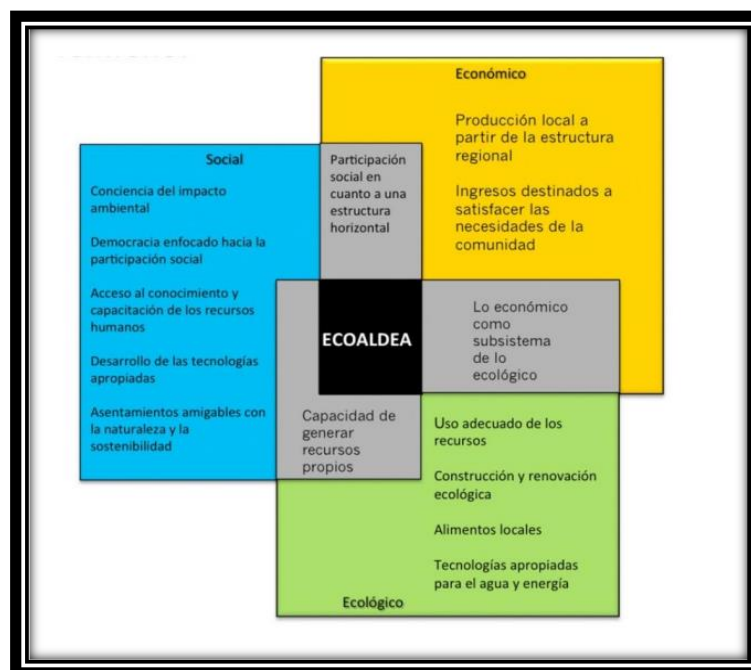 Económico
Producción local a
partir de la estructura
regional
Ingresos destinados a
satisfacer las
necesidades de la
comunidad
Social
Conciencia del impacto
ambiental
Democracia enfocado hacia la
participación social
Acceso al conocimiento y
capacitación de los recursos
humanos
Desarrollo de las tecnologías
apropiadas
Asentamientos amigables con
la naturaleza y la
sostenibilidad
Participación
social en
cuanto a una
estructura
horizontal
ECOALDEA
Lo económico
como
subsistema
de lo
ecológico
Capacidad de
generar
recursos
propios
Uso adecuado de los
recursos
Construcción y renovación
ecológica
Alimentos locales
Tecnologías apropiadas
para el agua y energía
Ecológico